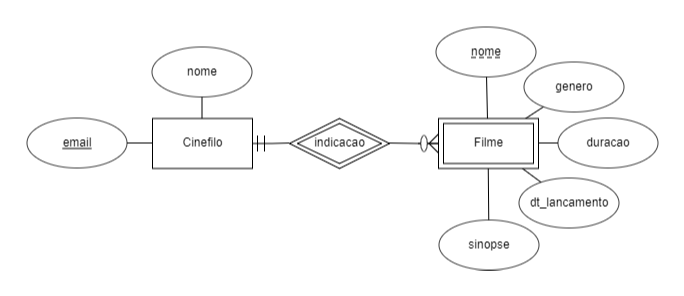 nome
nome
genero
email
Cinefilo
indicacao
Filme
duracao
dt_lancamento
sinopse